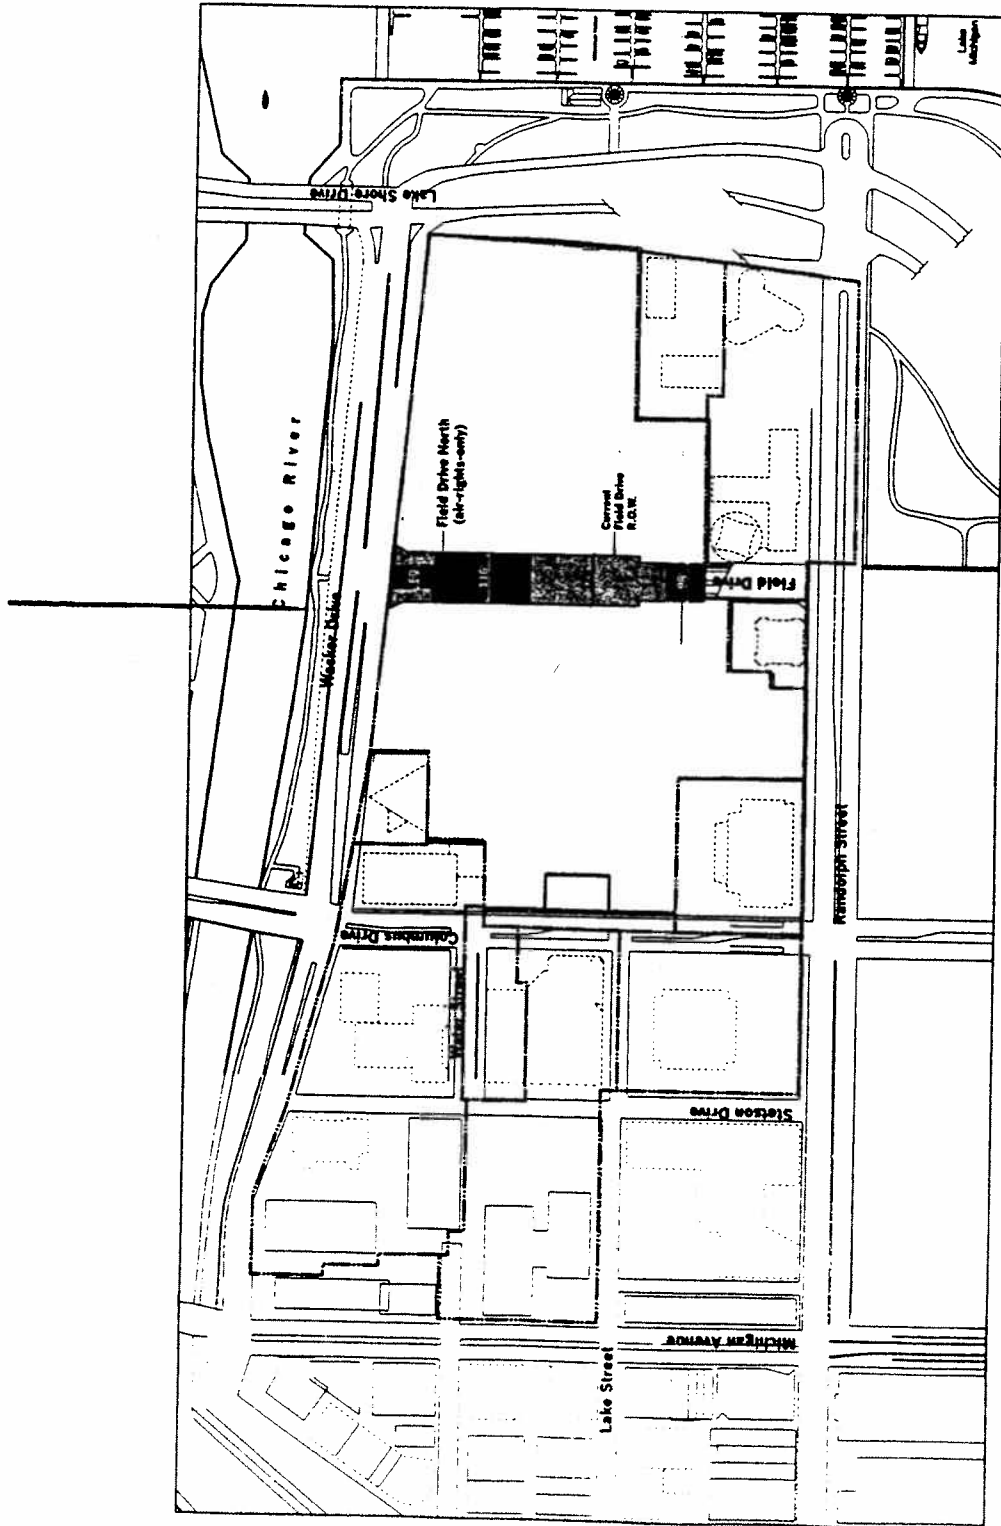 Lake
Michigan
Lake Shore Drive
Chicago River
Field Drive North
(air-rights-only)
Current
Field Drive
R.O.W.
Wacker Drive
Field Drive
Columbus Drive
Water Street
Randolph Street
Stetson Drive
Michigan Avenue
Lake Street